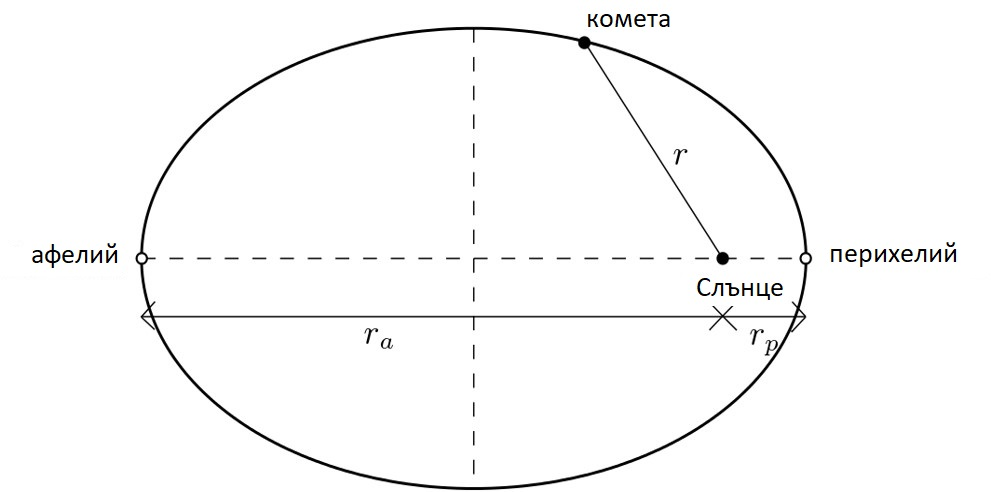 комета
r
афелий
перихелий
Слънце
r_a
r_p